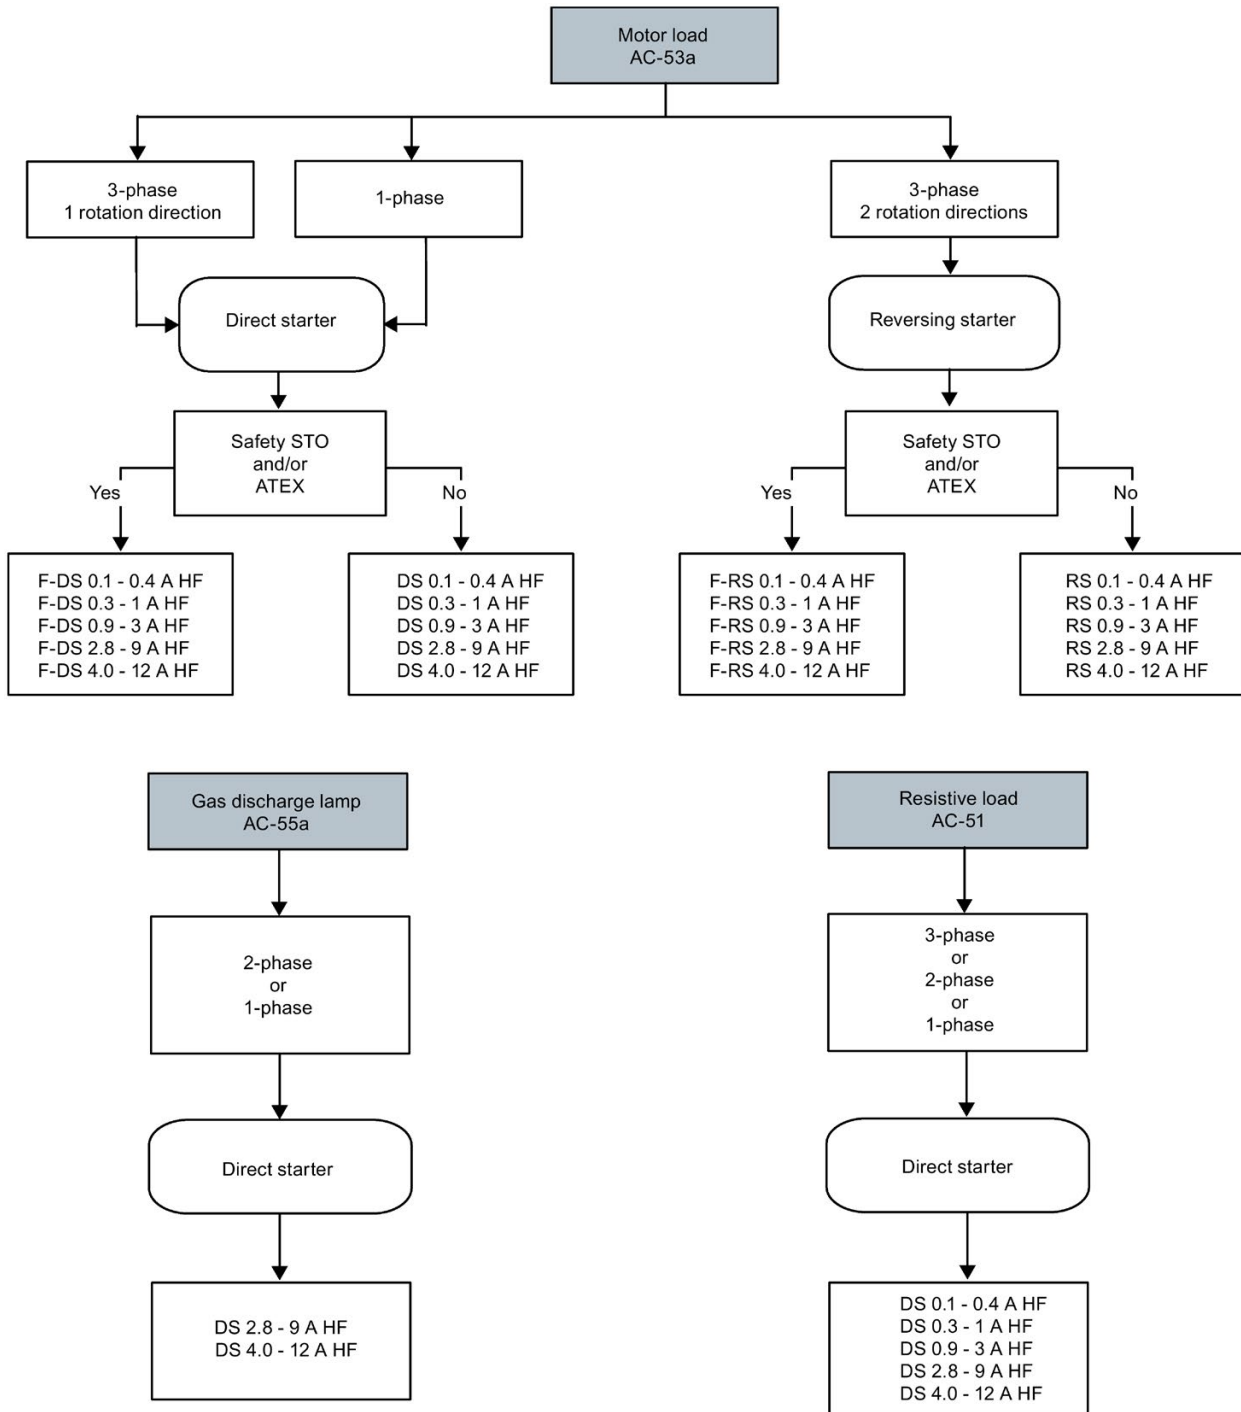 Motor load
AC-53a
3-phase
1 rotation direction
1-phase
3-phase
2 rotation directions
Direct starter
Reversing starter
Safety STO
and/or
ATEX
Yes
No
Safety STO
and/or
ATEX
Yes
No
F-DS 0.1 - 0.4 A HF
F-DS 0.3 - 1 A HF
F-DS 0.9 - 3 A HF
F-DS 2.8 - 9 A HF
F-DS 4.0 - 12 A HF
DS 0.1 - 0.4 A HF
DS 0.3 - 1 A HF
DS 0.9 - 3 A HF
DS 2.8 - 9 A HF
DS 4.0 - 12 A HF
F-RS 0.1 - 0.4 A HF
F-RS 0.3 - 1 A HF
F-RS 0.9 - 3 A HF
F-RS 2.8 - 9 A HF
F-RS 4.0 - 12 A HF
RS 0.1 - 0.4 A HF
RS 0.3 - 1 A HF
RS 0.9 - 3 A HF
RS 2.8 - 9 A HF
RS 4.0 - 12 A HF
Gas discharge lamp
AC-55a
2-phase
or
1-phase
Direct starter
DS 2.8 - 9 A HF
DS 4.0 - 12 A HF
Resistive load
AC-51
3-phase
or
2-phase
or
1-phase
Direct starter
DS 0.1 - 0.4 A HF
DS 0.3 - 1 A HF
DS 0.9 - 3 A HF
DS 2.8 - 9 A HF
DS 4.0 - 12 A HF